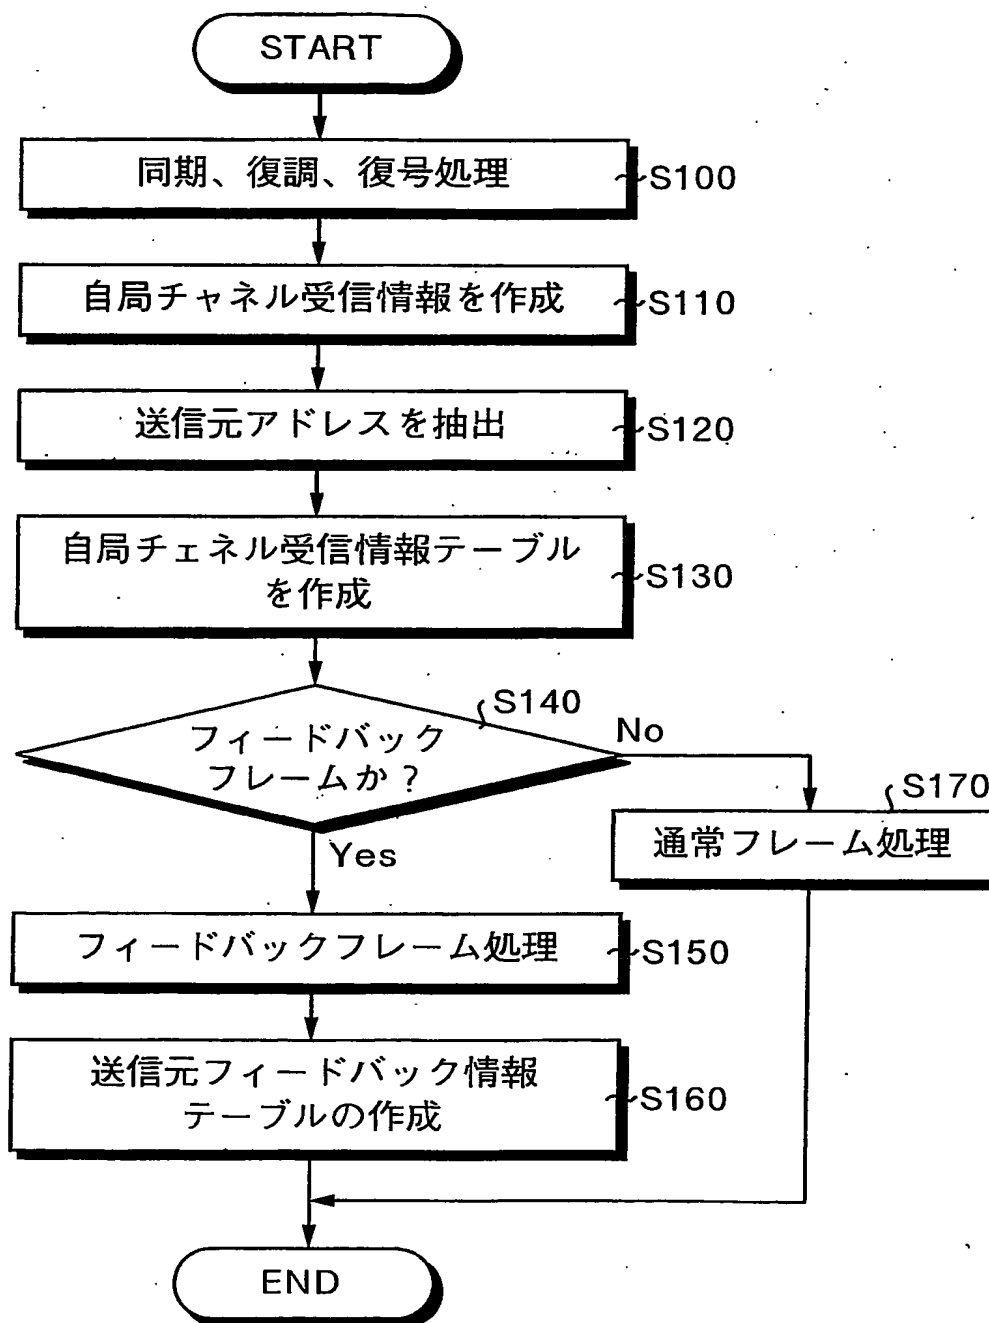 START
同期、復調、復号処理
S100
自局チャネル受信情報を作成
S110
送信元アドレスを抽出
S120
自局チェネル受信情報テーブル
を作成
S130
S140
フィードバック
フレームか？
No
Yes
S170
通常フレーム処理
フィードバックフレーム処理
S150
送信元フィードバック情報
テーブルの作成
S160
END